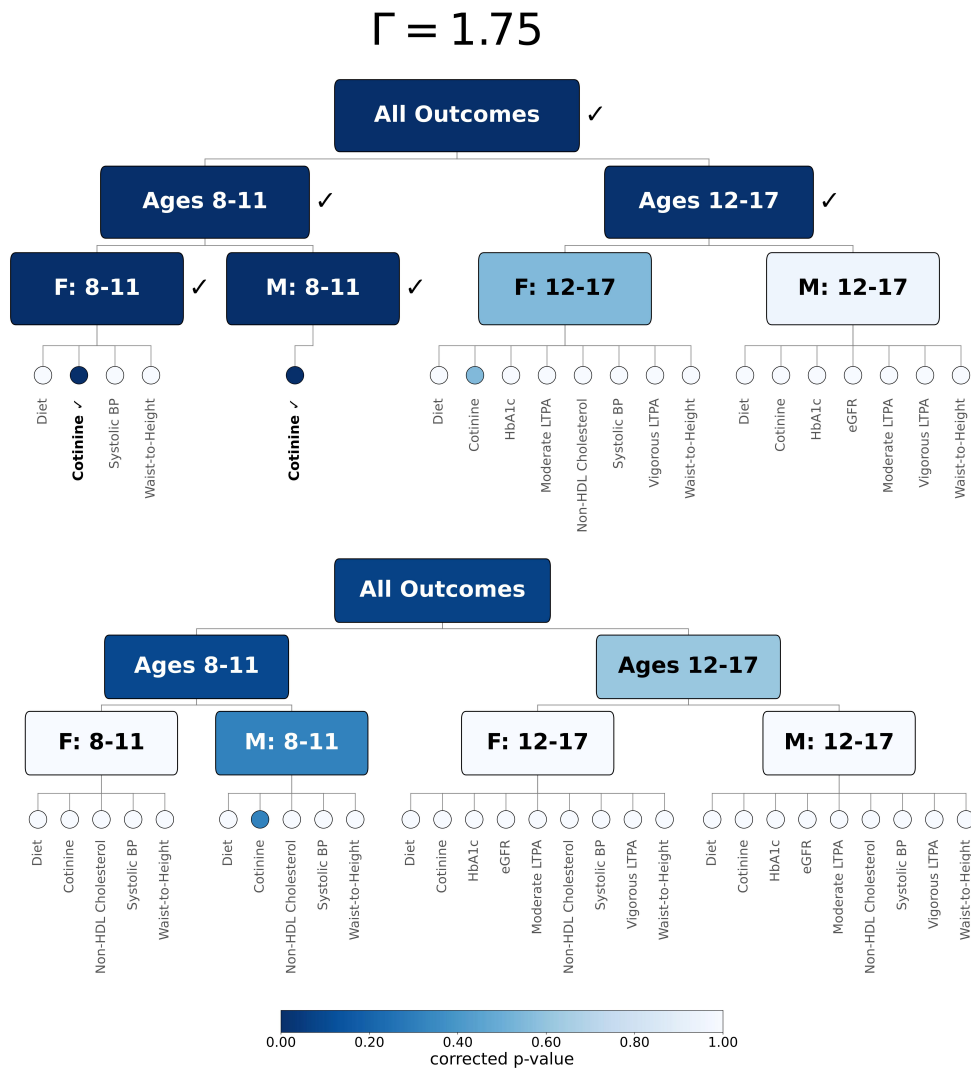 Γ = 1.75
All Outcomes ✓
Ages 8-11 ✓
Ages 12-17 ✓
F: 8-11 ✓
M: 8-11 ✓
F: 12-17
M: 12-17
Diet
Cotinine ✓
Systolic BP
Waist-to-Height
Cotinine ✓
Diet
Cotinine
HbA1c
Moderate LTPA
Non-HDL Cholesterol
Systolic BP
Vigorous LTPA
Waist-to-Height
Diet
Cotinine
HbA1c
eGFR
Moderate LTPA
Vigorous LTPA
Waist-to-Height
All Outcomes
Ages 8-11
Ages 12-17
F: 8-11
M: 8-11
F: 12-17
M: 12-17
Diet
Cotinine
Non-HDL Cholesterol
Systolic BP
Waist-to-Height
Diet
Cotinine
Non-HDL Cholesterol
Systolic BP
Waist-to-Height
Diet
Cotinine
HbA1c
eGFR
Moderate LTPA
Non-HDL Cholesterol
Systolic BP
Vigorous LTPA
Waist-to-Height
Diet
Cotinine
HbA1c
eGFR
Moderate LTPA
Non-HDL Cholesterol
Systolic BP
Vigorous LTPA
Waist-to-Height
0.00 0.20 0.40 0.60 0.80 1.00
corrected p-value